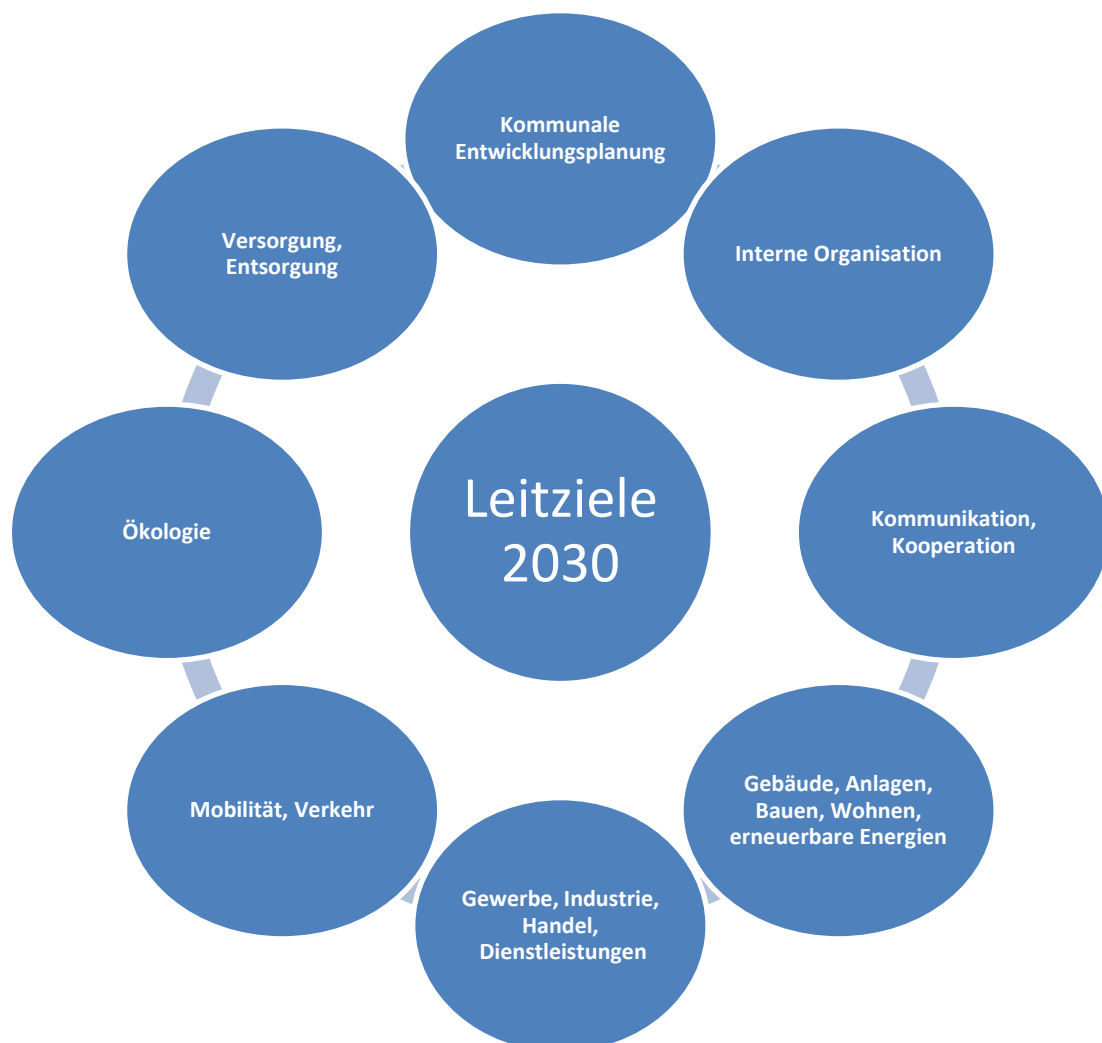 Kommunale
Entwicklungsplanung
Interne Organisation
Kommunikation,
Kooperation
Gebäude, Anlagen,
Bauen, Wohnen,
erneuerbare Energien
Gewerbe, Industrie,
Handel,
Dienstleistungen
Mobilität, Verkehr
Ökologie
Versorgung,
Entsorgung
Leitziele
2030